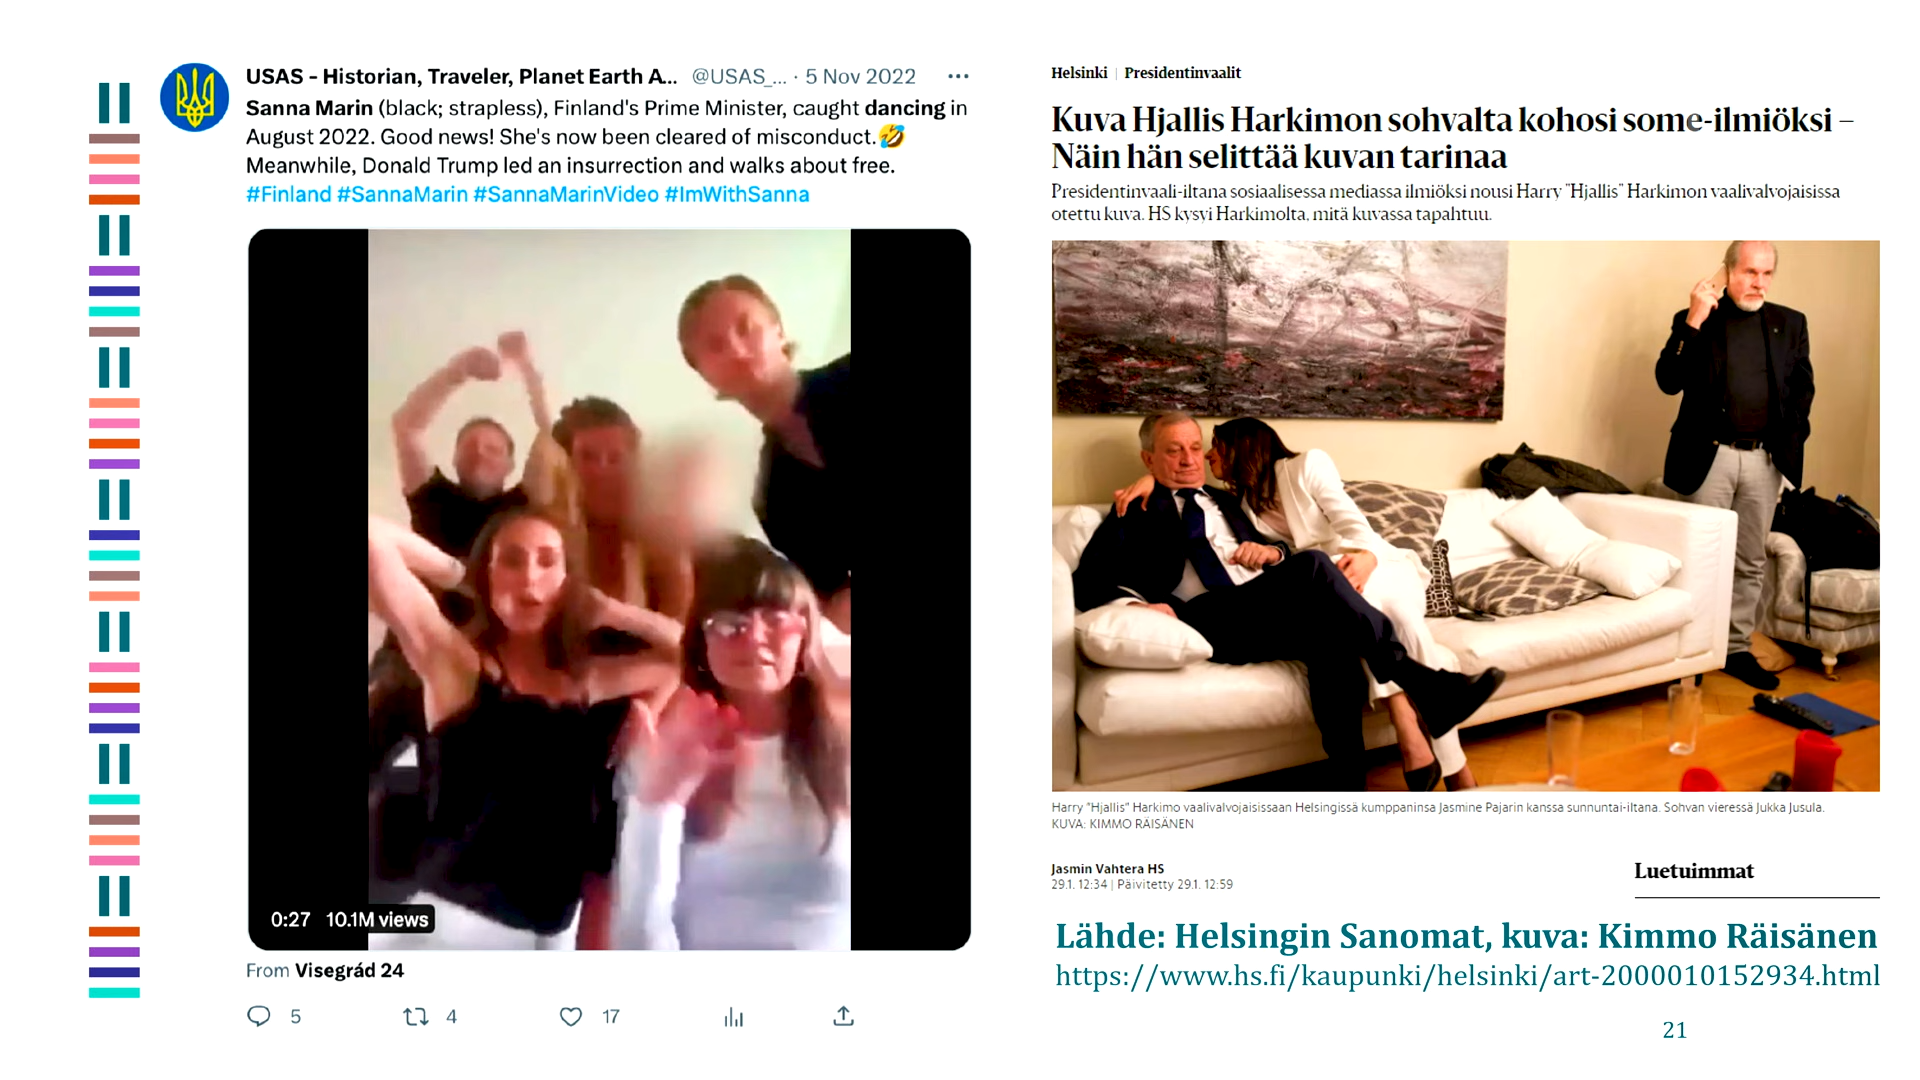 USAS - Historian, Traveler, Planet Earth A... @USAS_... · 5 Nov 2022
Sanna Marin (black; strapless), Finland's Prime Minister, caught dancing in
August 2022. Good news! She's now been cleared of misconduct.🤣
Meanwhile, Donald Trump led an insurrection and walks about free.
#Finland #SannaMarin #SannaMarinVideo #ImWithSanna
0:27 10.1M views
From Visegrád 24
5 4 17
Helsinki | Presidentinvaalit
Kuva Hjallis Harkimon sohvalta kohosi some-ilmiöksi –
Näin hän selittää kuvan tarinaa
Presidentinvaali-iltana sosiaalisessa mediassa ilmiöksi nousi Harry "Hjallis" Harkimon vaalivalvojaisissa
otettu kuva. HS kysyi Harkimolta, mitä kuvassa tapahtuu.
Harry "Hjallis" Harkimo vaalivalvojaisissaan Helsingissä kumppaninsa Jasmine Pajarin kanssa sunnuntai-iltana. Sohvan vieressä Jukka Jusula.
KUVA: KIMMO RÄISÄNEN
Jasmin Vahtera HS
29.1. 12:34 | Päivitetty 29.1. 12:59
Luetuimmat
Lähde: Helsingin Sanomat, kuva: Kimmo Räisänen
https://www.hs.fi/kaupunki/helsinki/art-2000010152934.html
21